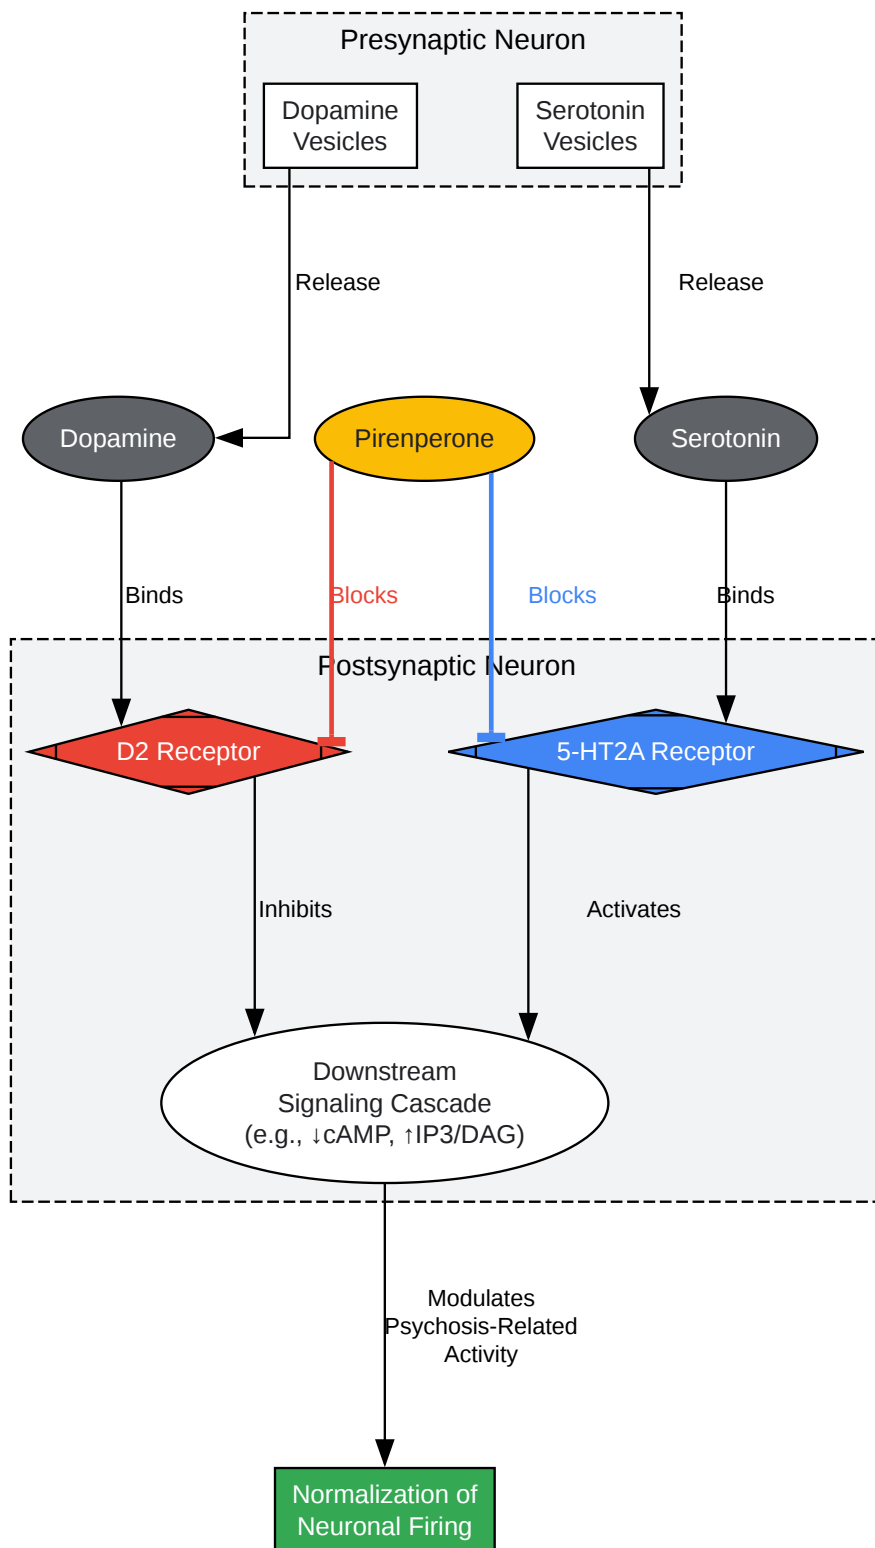 Presynaptic Neuron
Dopamine
Vesicles
Serotonin
Vesicles
Release
Release
Dopamine
Pirenperone
Serotonin
Binds
Blocks
Blocks
Binds
Postsynaptic Neuron
D2 Receptor
5-HT2A Receptor
Inhibits
Activates
Downstream
Signaling Cascade
(e.g., ↓cAMP, ↑IP3/DAG)
Modulates
Psychosis-Related
Activity
Normalization of
Neuronal Firing